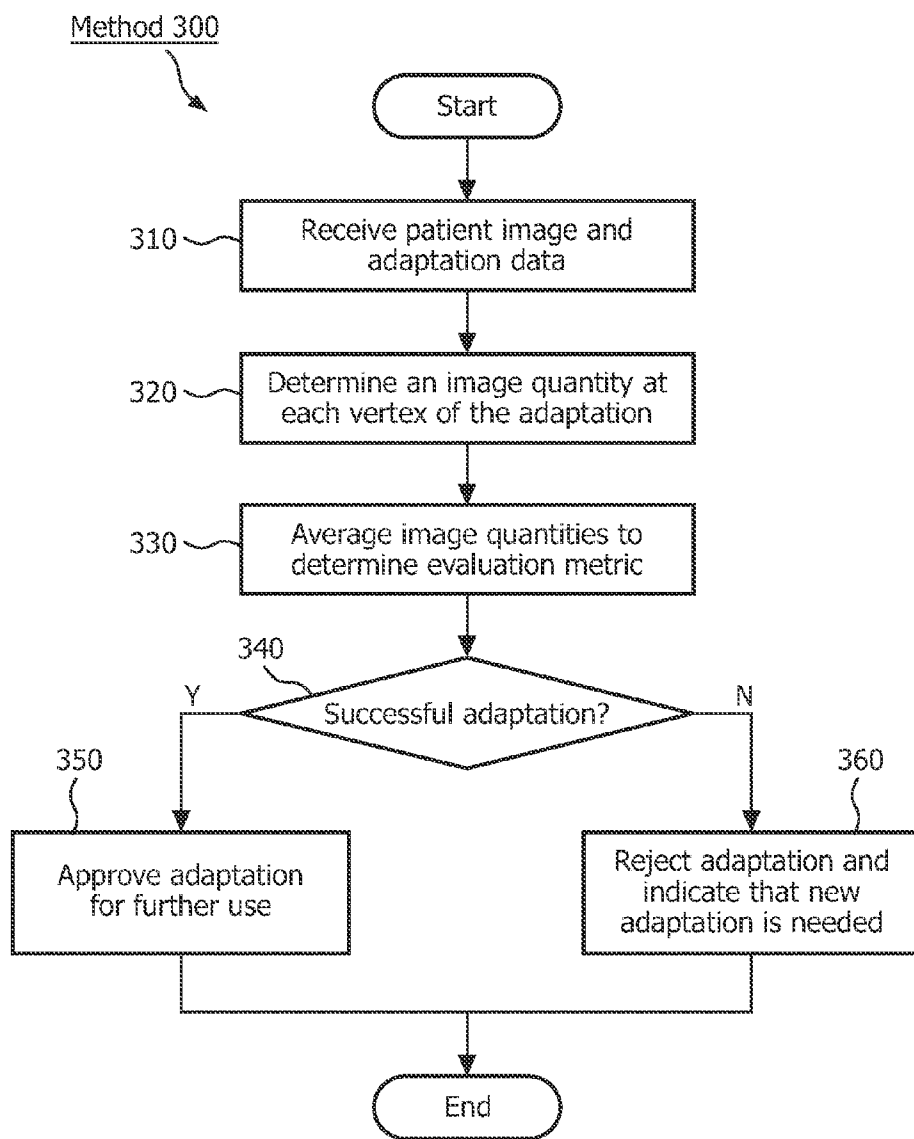 Method 300
Start
310
Receive patient image and
adaptation data
320
Determine an image quantity at
each vertex of the adaptation
330
Average image quantities to
determine evaluation metric
340
Y
Successful adaptation?
N
350
Approve adaptation
for further use
360
Reject adaptation and
indicate that new
adaptation is needed
End